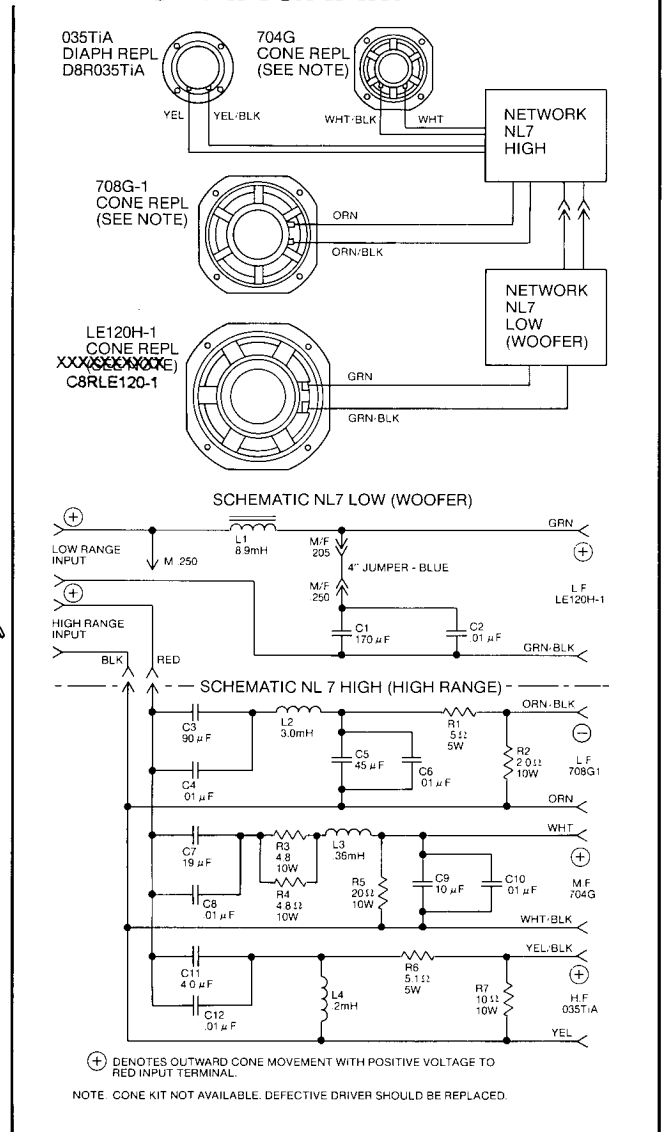 035TiA
DIAPH REPL
D8R035TiA
704G
CONE REPL
(SEE NOTE)
YEL
YEL/BLK
WHT/BLK
WHT
NETWORK
NL7
HIGH
708G-1
CONE REPL
(SEE NOTE)
ORN
ORN/BLK
NETWORK
NL7
LOW
(WOOFER)
LE120H-1
CONE REPL
(SEE NOTE)
C8RLE120-1
GRN
GRN/BLK
SCHEMATIC NL7 LOW (WOOFER)
+
LOW RANGE
INPUT
M .250
L1
8.9mH
M/F
205
4" JUMPER - BLUE
M/F
250
C1
170 µF
C2
.01 µF
GRN
+
L.F.
LE120H-1
GRN/BLK
+
HIGH RANGE
INPUT
BLK
RED
SCHEMATIC NL 7 HIGH (HIGH RANGE)
C3
90 µF
C4
.01 µF
L2
3.0mH
C5
45 µF
C6
.01 µF
R1
.5 Ω
5W
R2
2.0 Ω
10W
ORN/BLK
−
L.F.
708G1
ORN
C7
19 µF
C8
.01 µF
R3
4.8
10W
R4
4.8 Ω
10W
L3
.36mH
R5
20 Ω
10W
C9
10 µF
C10
.01 µF
WHT
+
M.F.
704G
WHT/BLK
C11
4.0 µF
C12
.01 µF
L4
.2mH
R6
5.1 Ω
5W
R7
10 Ω
10W
YEL/BLK
+
H.F.
035TiA
YEL
+ DENOTES OUTWARD CONE MOVEMENT WITH POSITIVE VOLTAGE TO
RED INPUT TERMINAL.
NOTE. CONE KIT NOT AVAILABLE. DEFECTIVE DRIVER SHOULD BE REPLACED.